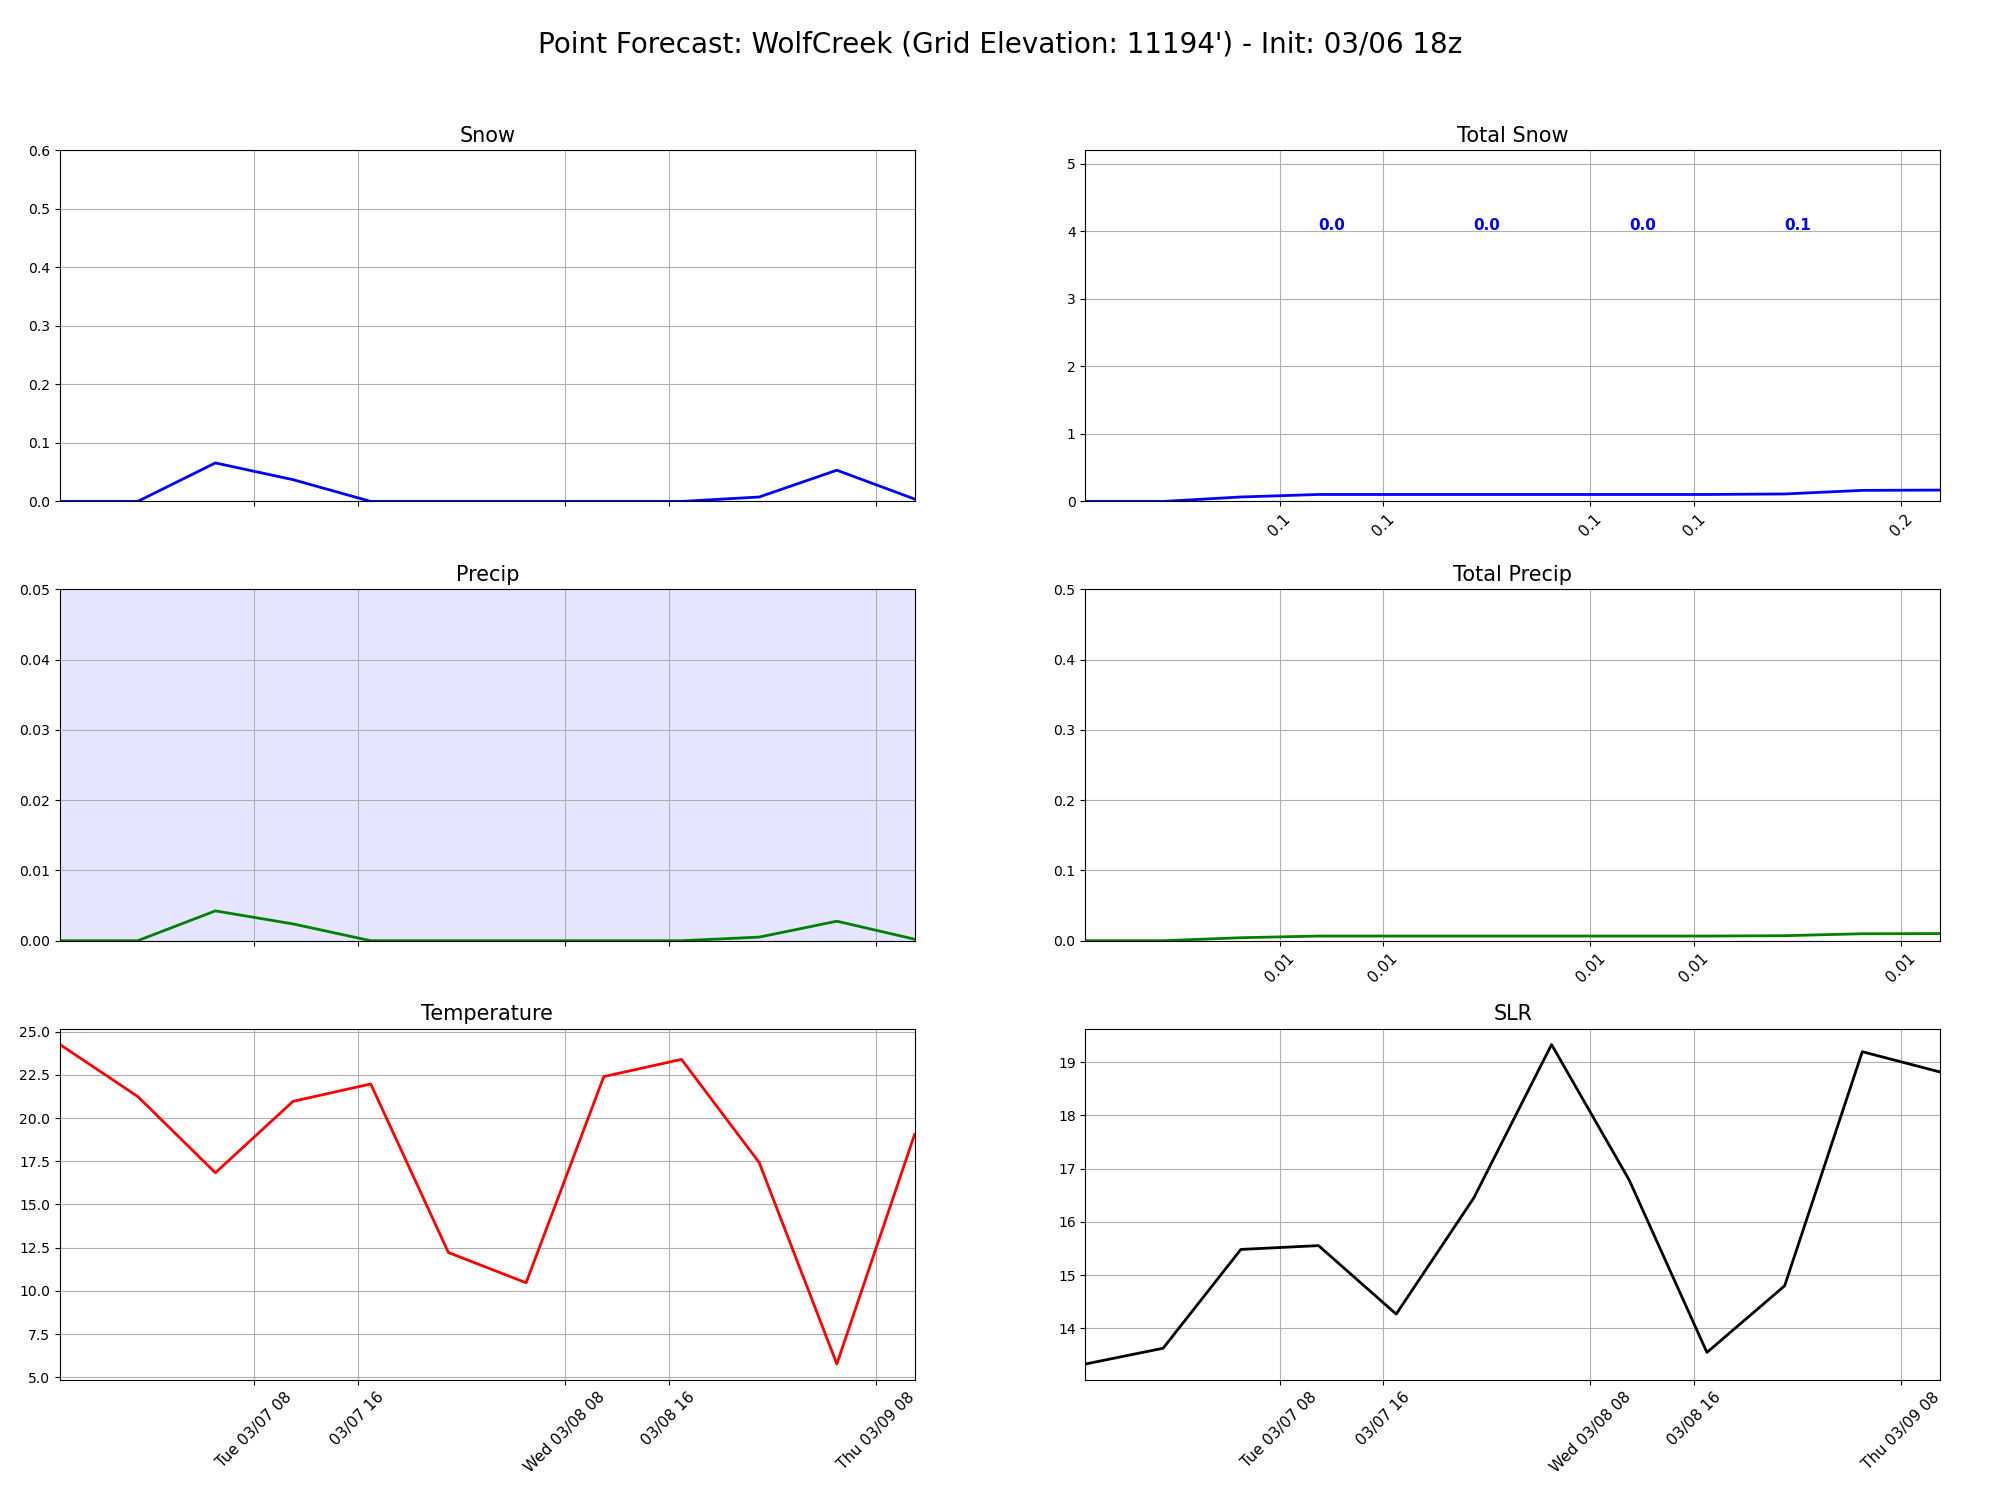 Point Forecast: WolfCreek (Grid Elevation: 11194') - Init: 03/06 18z
Snow
0.6
0.5
0.4
0.3
0.2
0.1
0.0
Total Snow
5
4
3
2
1
0
0.0 0.0 0.0 0.1
0.1 0.1 0.1 0.1 0.2
Precip
0.05
0.04
0.03
0.02
0.01
0.00
Total Precip
0.5
0.4
0.3
0.2
0.1
0.0
0.01 0.01 0.01 0.01 0.01
Temperature
25.0
22.5
20.0
17.5
15.0
12.5
10.0
7.5
5.0
Tue 03/07 08
03/07 16
Wed 03/08 08
03/08 16
Thu 03/09 08
SLR
19
18
17
16
15
14
Tue 03/07 08
03/07 16
Wed 03/08 08
03/08 16
Thu 03/09 08